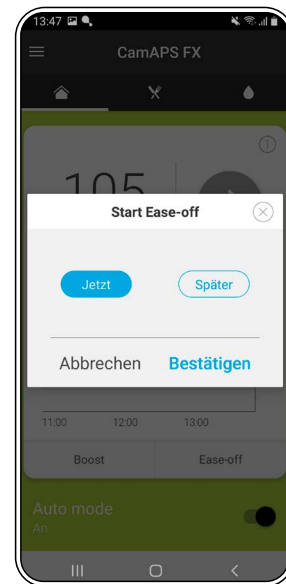 13:47
CamAPS FX
105
Start Ease-off
Jetzt
Später
Abbrechen
Bestätigen
11:00 12:00 13:00
Boost
Ease-off
Auto mode
An